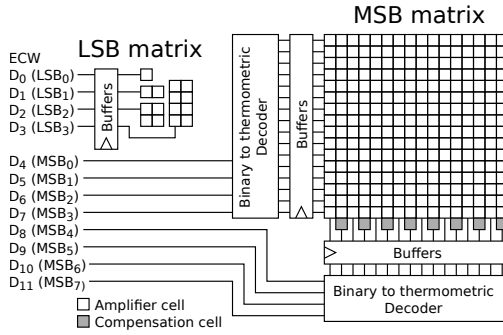 MSB matrix
LSB matrix
ECW
D0 (LSB0)
D1 (LSB1)
D2 (LSB2)
D3 (LSB3)
Buffers
Binary to thermometric
Decoder
Buffers
D4 (MSB0)
D5 (MSB1)
D6 (MSB2)
D7 (MSB3)
D8 (MSB4)
D9 (MSB5)
D10 (MSB6)
D11 (MSB7)
Buffers
Binary to thermometric
Decoder
Amplifier cell
Compensation cell